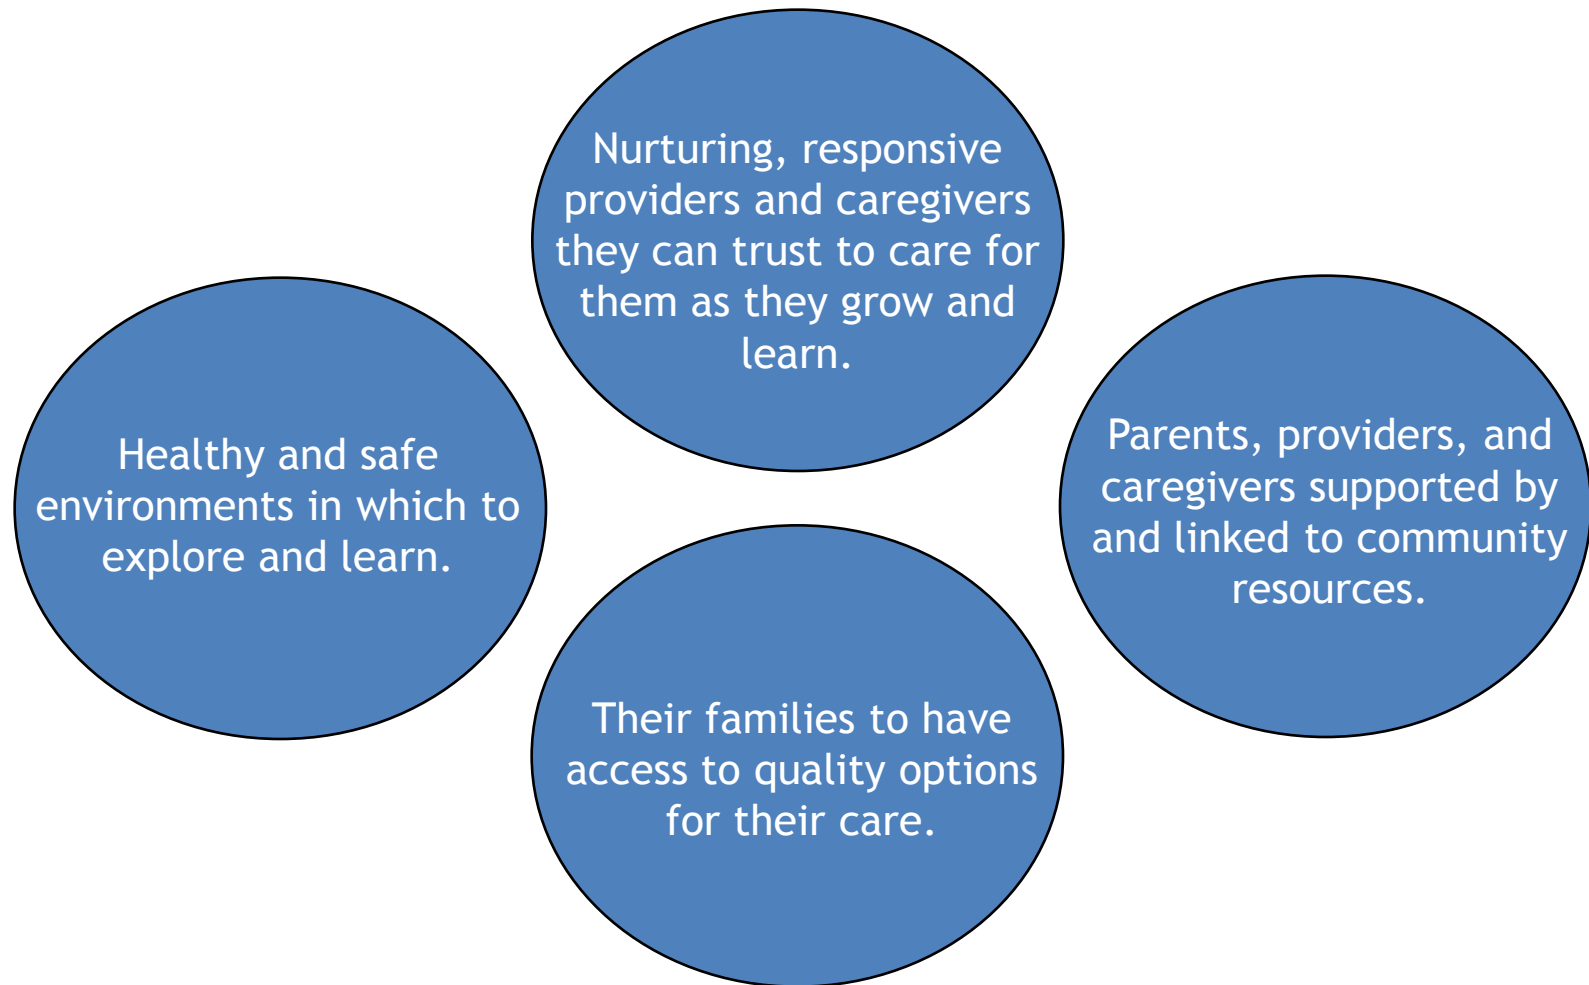 Nurturing, responsive
providers and caregivers
they can trust to care for
them as they grow and
learn.
Healthy and safe
environments in which to
explore and learn.
Parents, providers, and
caregivers supported by
and linked to community
resources.
Their families to have
access to quality options
for their care.